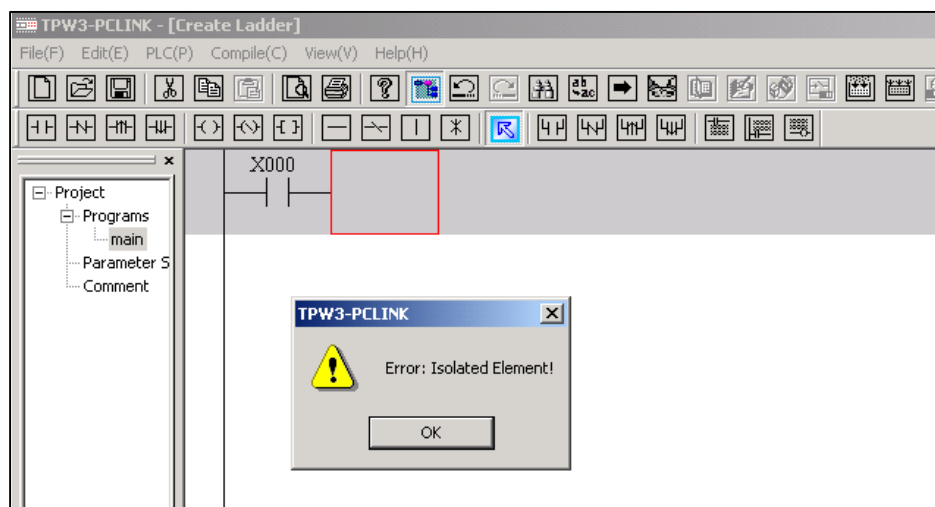 TPW3-PCLINK - [Create Ladder]
File(F) Edit(E) PLC(P) Compile(C) View(V) Help(H)
X000
Project
Programs
main
Parameter S
Comment
TPW3-PCLINK
Error: Isolated Element!
OK